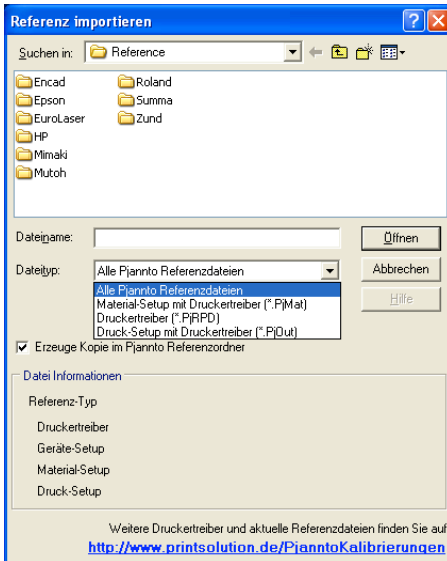 Referenz importieren
Suchen in: Reference
Encad Roland
Epson Summa
EuroLaser Zund
HP
Mimaki
Mutoh
Dateiname: Öffnen
Dateityp: Alle Pjannto Referenzdateien Abbrechen
Alle Pjannto Referenzdateien
Material-Setup mit Druckertreiber (*.PjMat)
Hilfe
Druckertreiber (*.PjRPD)
Druck-Setup mit Druckertreiber (*.PjOut)
Erzeuge Kopie im Pjannto Referenzordner
Datei Informationen
Referenz-Typ
Druckertreiber
Geräte-Setup
Material-Setup
Druck-Setup
Weitere Druckertreiber und aktuelle Referenzdateien finden Sie auf
http://www.printsolution.de/PjanntoKalibrierungen